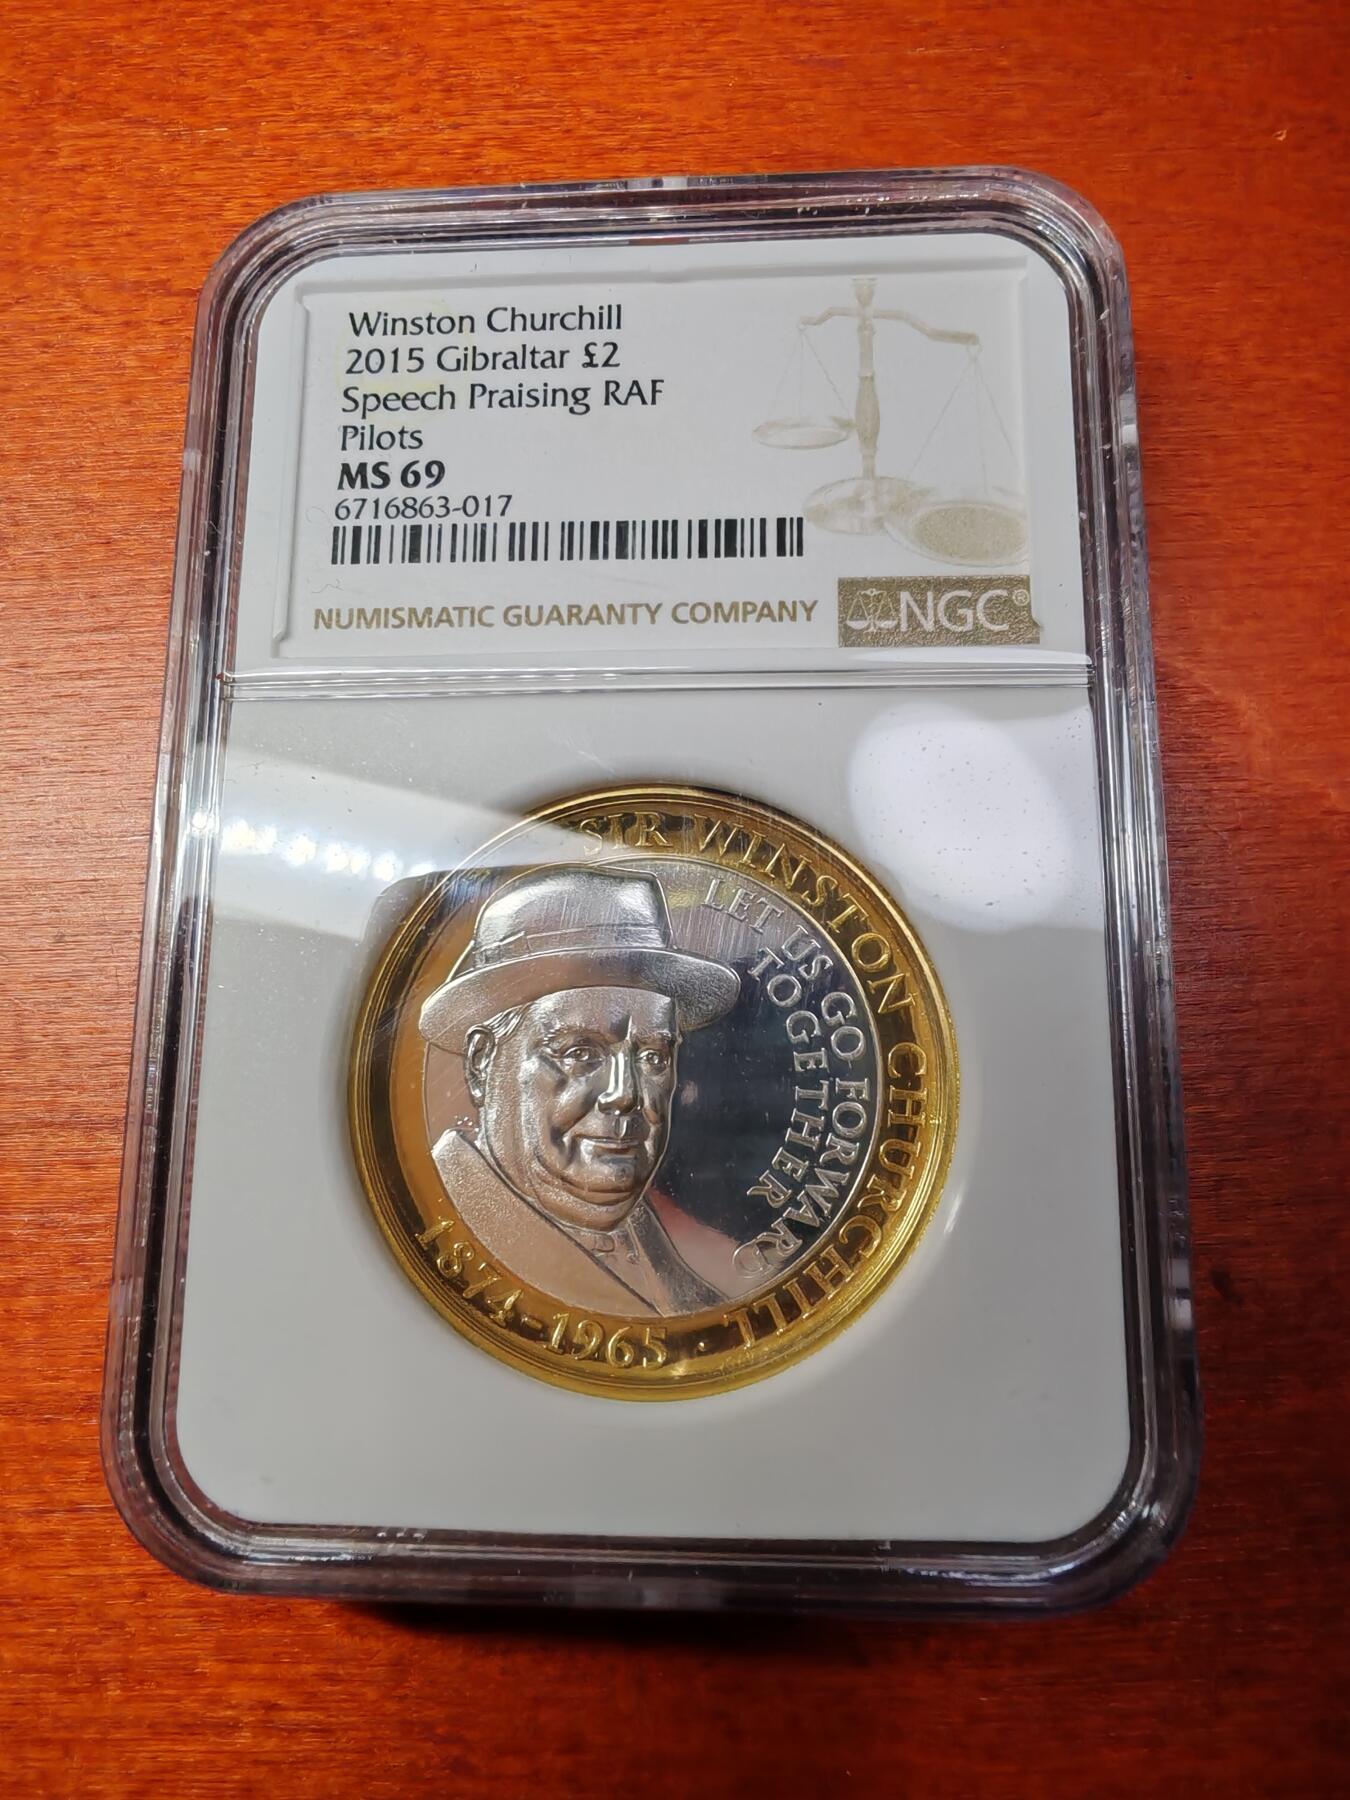 Winston Churchill
2015 Gibraltar £2
Speech Praising RAF
Pilots
MS 69
6716863-017
NUMISMATIC GUARANTY COMPANY
NGC®
SIR WINSTON CHURCHILL
LET US GO FORWARD
TOGETHER
1874-1965 ·